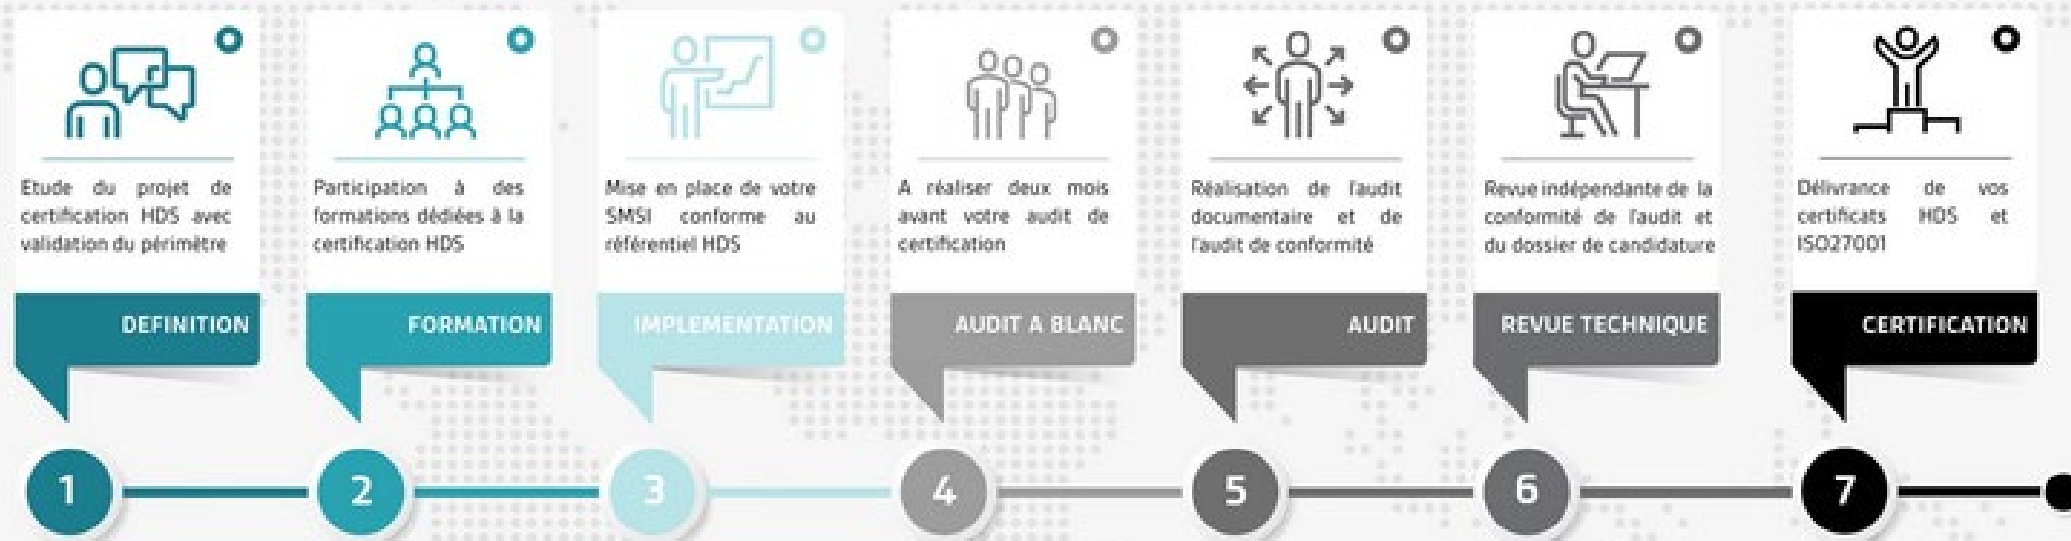 Etude du projet de
certification HDS avec
validation du périmètre
DEFINITION
1
Participation à des
formations dédiées à la
certification HDS
FORMATION
2
Mise en place de votre
SMSI conforme au
référentiel HDS
IMPLEMENTATION
3
A réaliser deux mois
avant votre audit de
certification
AUDIT A BLANC
4
Réalisation de l'audit
documentaire et de
l'audit de conformité
AUDIT
5
Revue indépendante de la
conformité de l'audit et
du dossier de candidature
REVUE TECHNIQUE
6
Délivrance de vos
certificats HDS et
ISO27001
CERTIFICATION
7